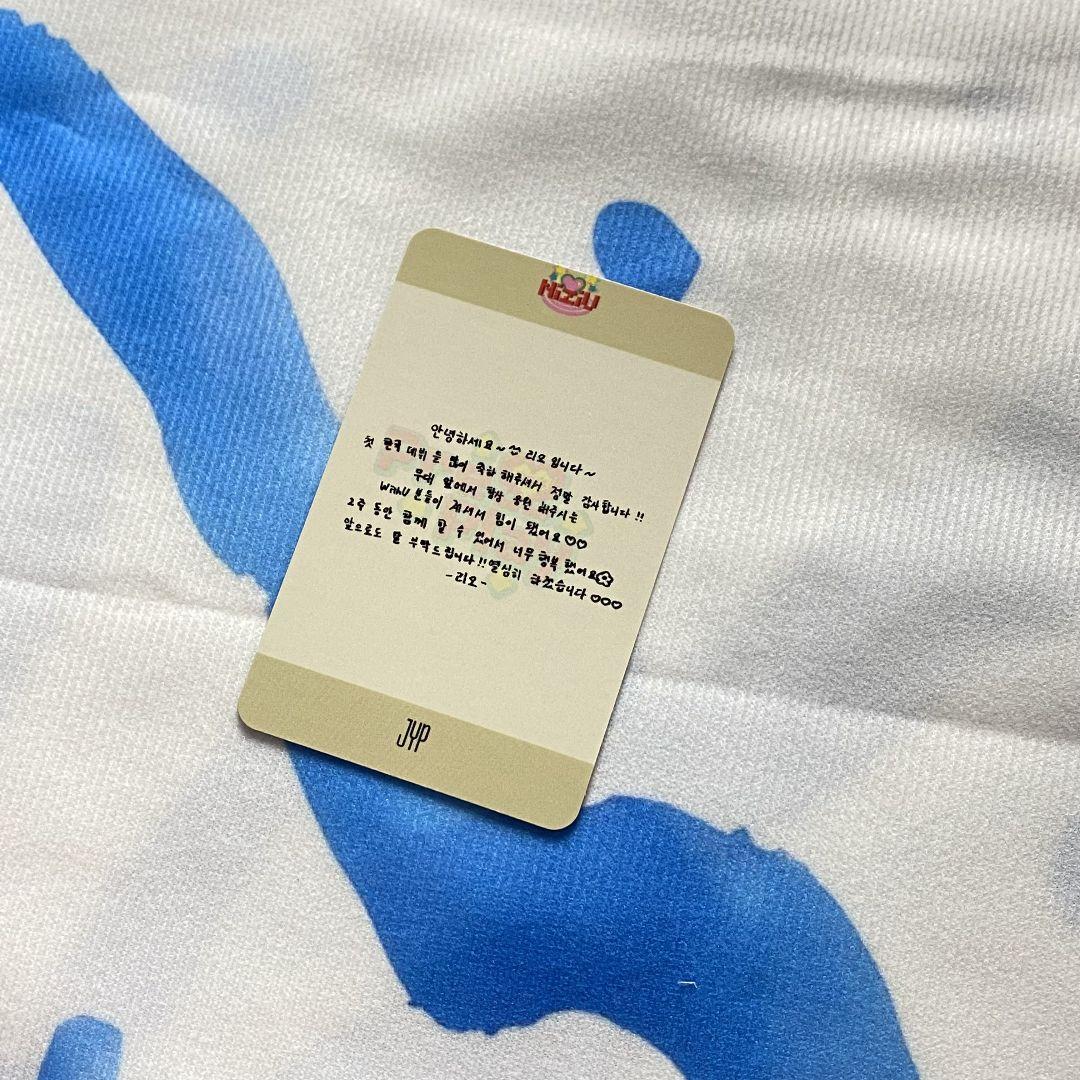 NiziU
안녕하세요~ 리오 입니다~
첫 한국 데뷔 을 많이 축하 해주셔서 정말 감사합니다!!
무대 앞에서 항상 응원 해주시는
WithU 분들이 계셔서 힘이 됐어요♡♡
2주 동안 함께 할 수 있어서 너무 행복 했어요
앞으로도 잘 부탁드립니다!! 열심히 하겠습니다♡♡♡
-리오-
JYP